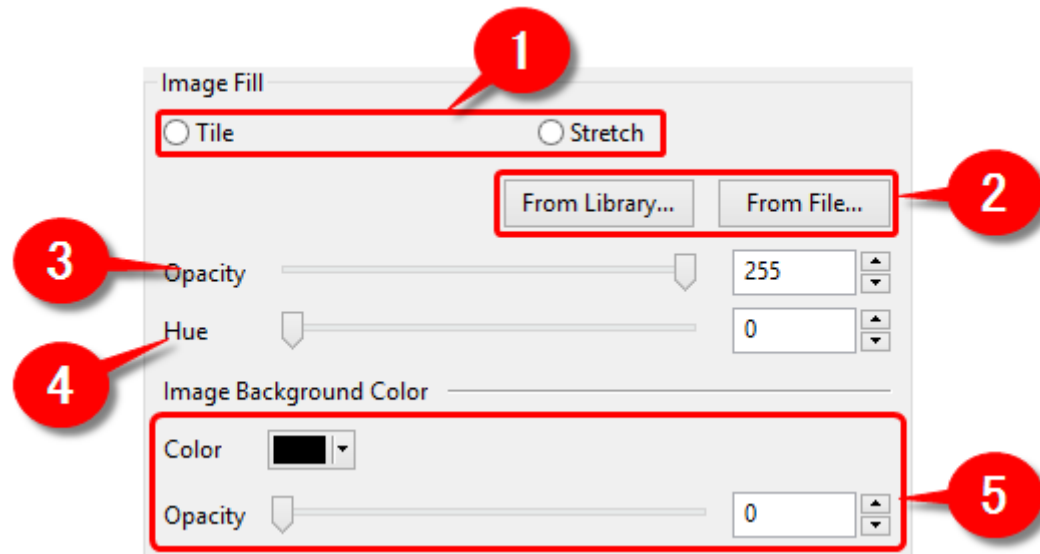 1
Image Fill
Tile Stretch
From Library... From File...
2
3
Opacity 255
Hue 0
4
Image Background Color
Color
Opacity 0
5